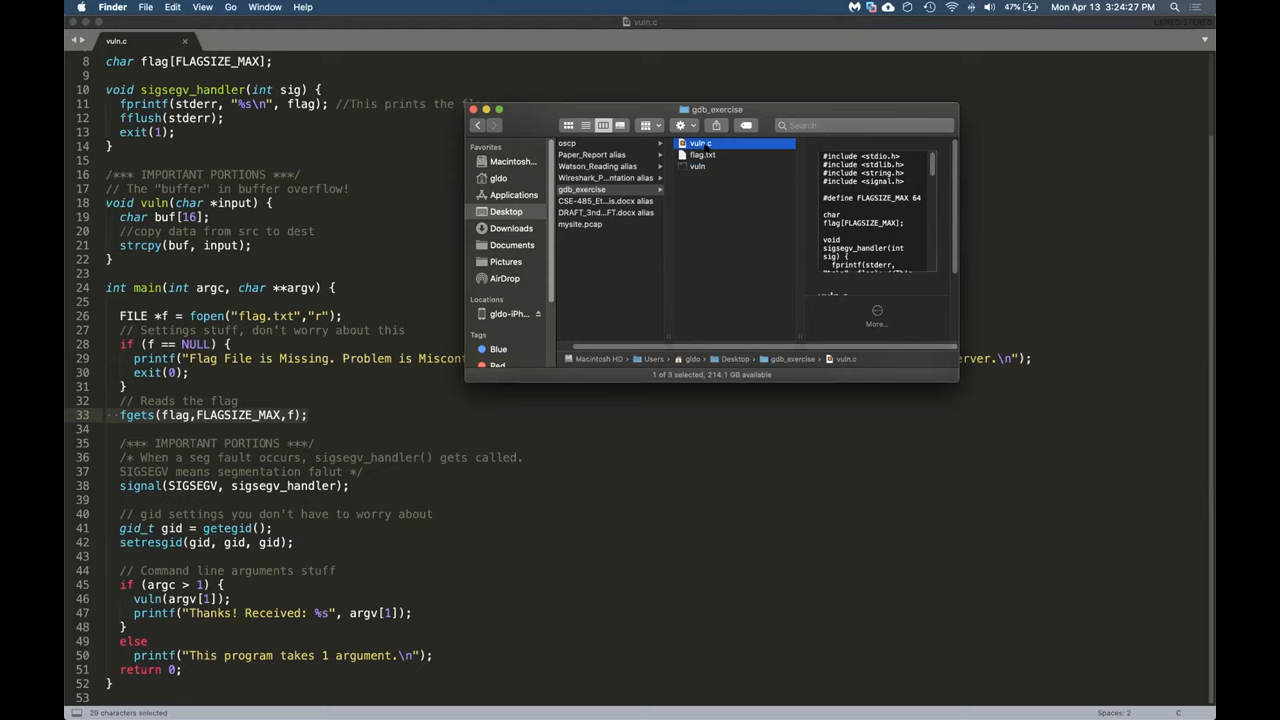 Finder File Edit View Go Window Help
47% Mon Apr 13 3:24:27 PM
vuln.c
UNREGISTERED
vuln.c
8 char flag[FLAGSIZE_MAX];
9
10 void sigsegv_handler(int sig) {
11 fprintf(stderr, "%s\n", flag); //This prints the
12 fflush(stderr);
13 exit(1);
14 }
15
16 /*** IMPORTANT PORTIONS ***/
17 // The "buffer" in buffer overflow!
18 void vuln(char *input) {
19 char buf[16];
20 //copy data from src to dest
21 strcpy(buf, input);
22 }
23
24 int main(int argc, char **argv) {
25
26 FILE *f = fopen("flag.txt","r");
27 // Settings stuff, don't worry about this
28 if (f == NULL) {
29 printf("Flag File is Missing. Problem is Misconf erver.\n");
30 exit(0);
31 }
32 // Reads the flag
33 fgets(flag,FLAGSIZE_MAX,f);
34
35 /*** IMPORTANT PORTIONS ***/
36 /* When a seg fault occurs, sigsegv_handler() gets called.
37 SIGSEGV means segmentation falut */
38 signal(SIGSEGV, sigsegv_handler);
39
40 // gid settings you don't have to worry about
41 gid_t gid = getegid();
42 setresgid(gid, gid, gid);
43
44 // Command line arguments stuff
45 if (argc > 1) {
46 vuln(argv[1]);
47 printf("Thanks! Received: %s", argv[1]);
48 }
49 else
50 printf("This program takes 1 argument.\n");
51 return 0;
52 }
53
gdb_exercise
Search
Favorites
Macintosh...
gldo
Applications
Desktop
Downloads
Documents
Pictures
AirDrop
Locations
gldo-iPh...
Tags
Blue
Red
oscp
Paper_Report alias
Watson_Reading alias
Wireshark_P...ntation alias
gdb_exercise
CSE-485_Et...is.docx alias
DRAFT_3nd...FT.docx alias
mysite.pcap
vuln.c
flag.txt
vuln
#include <stdio.h>
#include <stdlib.h>
#include <string.h>
#include <signal.h>
#define FLAGSIZE_MAX 64
char
flag[FLAGSIZE_MAX];
void
sigsegv_handler(int
sig) {
More...
Macintosh HD Users gldo Desktop gdb_exercise vuln.c
1 of 3 selected, 214.1 GB available
29 characters selected
Spaces: 2 C